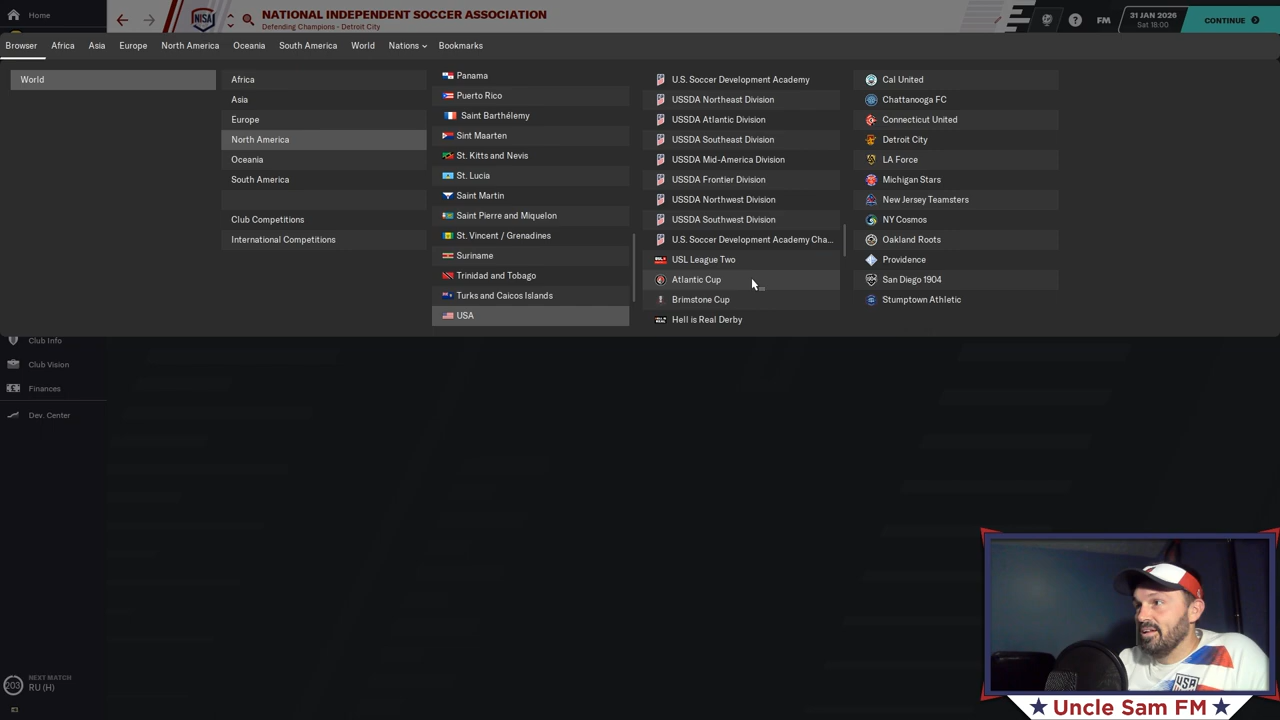 Home
NISA
NATIONAL INDEPENDENT SOCCER ASSOCIATION
Defending Champions - Detroit City
FM
31 JAN 2026
Sat 18:00
CONTINUE
Browser
Africa
Asia
Europe
North America
Oceania
South America
World
Nations
Bookmarks
World
Africa
Asia
Europe
North America
Oceania
South America
Club Competitions
International Competitions
Panama
Puerto Rico
Saint Barthélemy
Sint Maarten
St. Kitts and Nevis
St. Lucia
Saint Martin
Saint Pierre and Miquelon
St. Vincent / Grenadines
Suriname
Trinidad and Tobago
Turks and Caicos Islands
USA
U.S. Soccer Development Academy
USSDA Northeast Division
USSDA Atlantic Division
USSDA Southeast Division
USSDA Mid-America Division
USSDA Frontier Division
USSDA Northwest Division
USSDA Southwest Division
U.S. Soccer Development Academy Cha...
USL League Two
Atlantic Cup
Brimstone Cup
Hell is Real Derby
Cal United
Chattanooga FC
Connecticut United
Detroit City
LA Force
Michigan Stars
New Jersey Teamsters
NY Cosmos
Oakland Roots
Providence
San Diego 1904
Stumptown Athletic
Club Info
Club Vision
Finances
Dev. Center
203
NEXT MATCH
RU (H)
USA
Uncle Sam FM